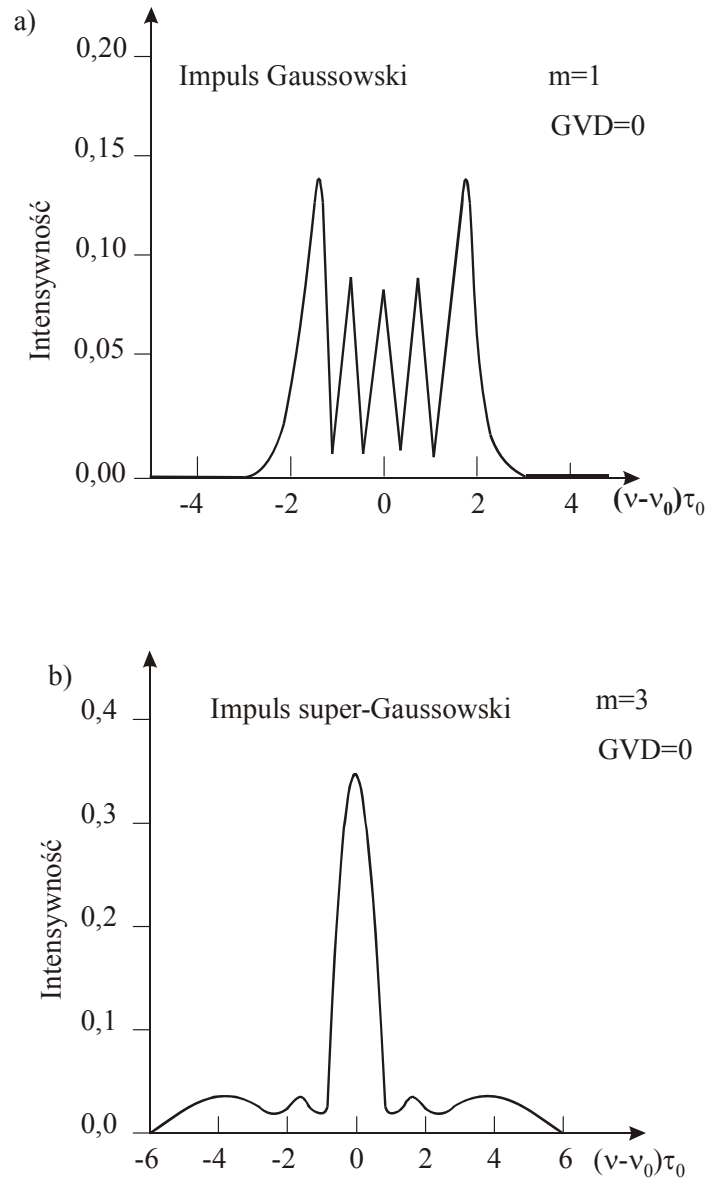 a)
0,20
Impuls Gaussowski
m=1
GVD=0
0,15
0,10
0,05
0,00
Intensywność
-4 -2 0 2 4 (ν-ν₀)τ₀
b)
0,4
Impuls super-Gaussowski
m=3
GVD=0
0,3
0,2
0,1
0,0
Intensywność
-6 -4 -2 0 2 4 6 (ν-ν₀)τ₀